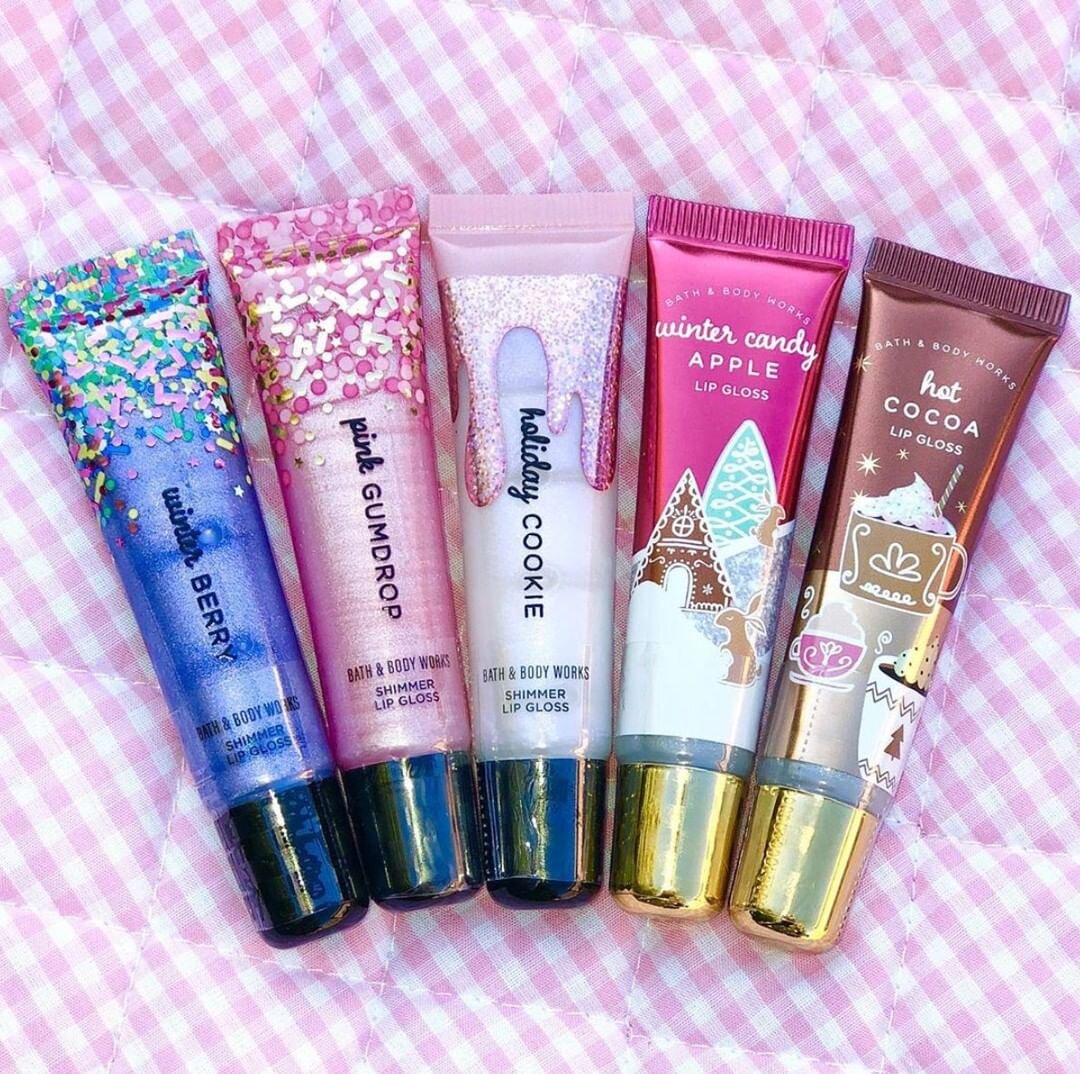 winter BERRY
BATH & BODY WORKS
SHIMMER
LIP GLOSS
pink GUMDROP
BATH & BODY WORKS
SHIMMER
LIP GLOSS
holiday COOKIE
BATH & BODY WORKS
SHIMMER
LIP GLOSS
BATH & BODY WORKS
winter candy
APPLE
LIP GLOSS
BATH & BODY WORKS
hot
COCOA
LIP GLOSS